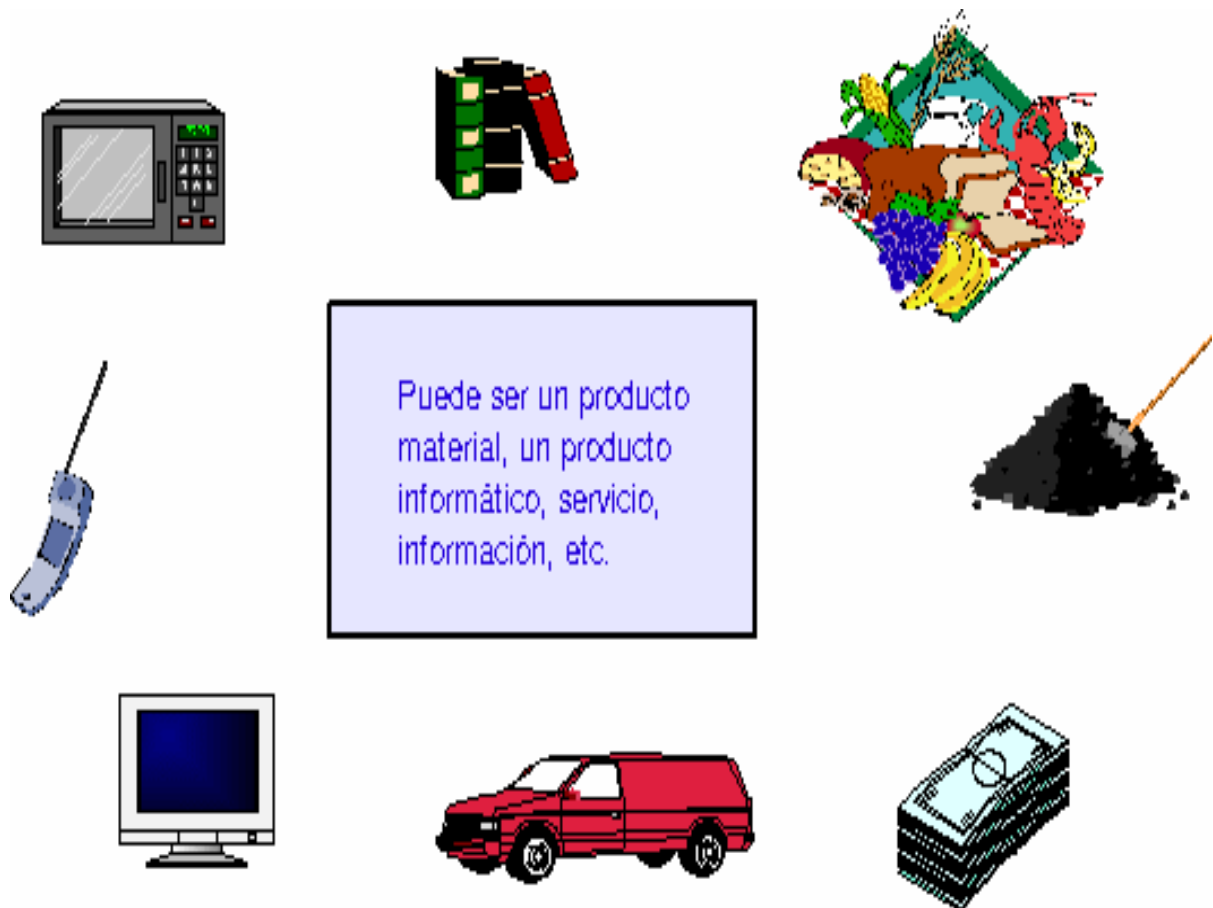 Puede ser un producto
material, un producto
informático, servicio,
información, etc.